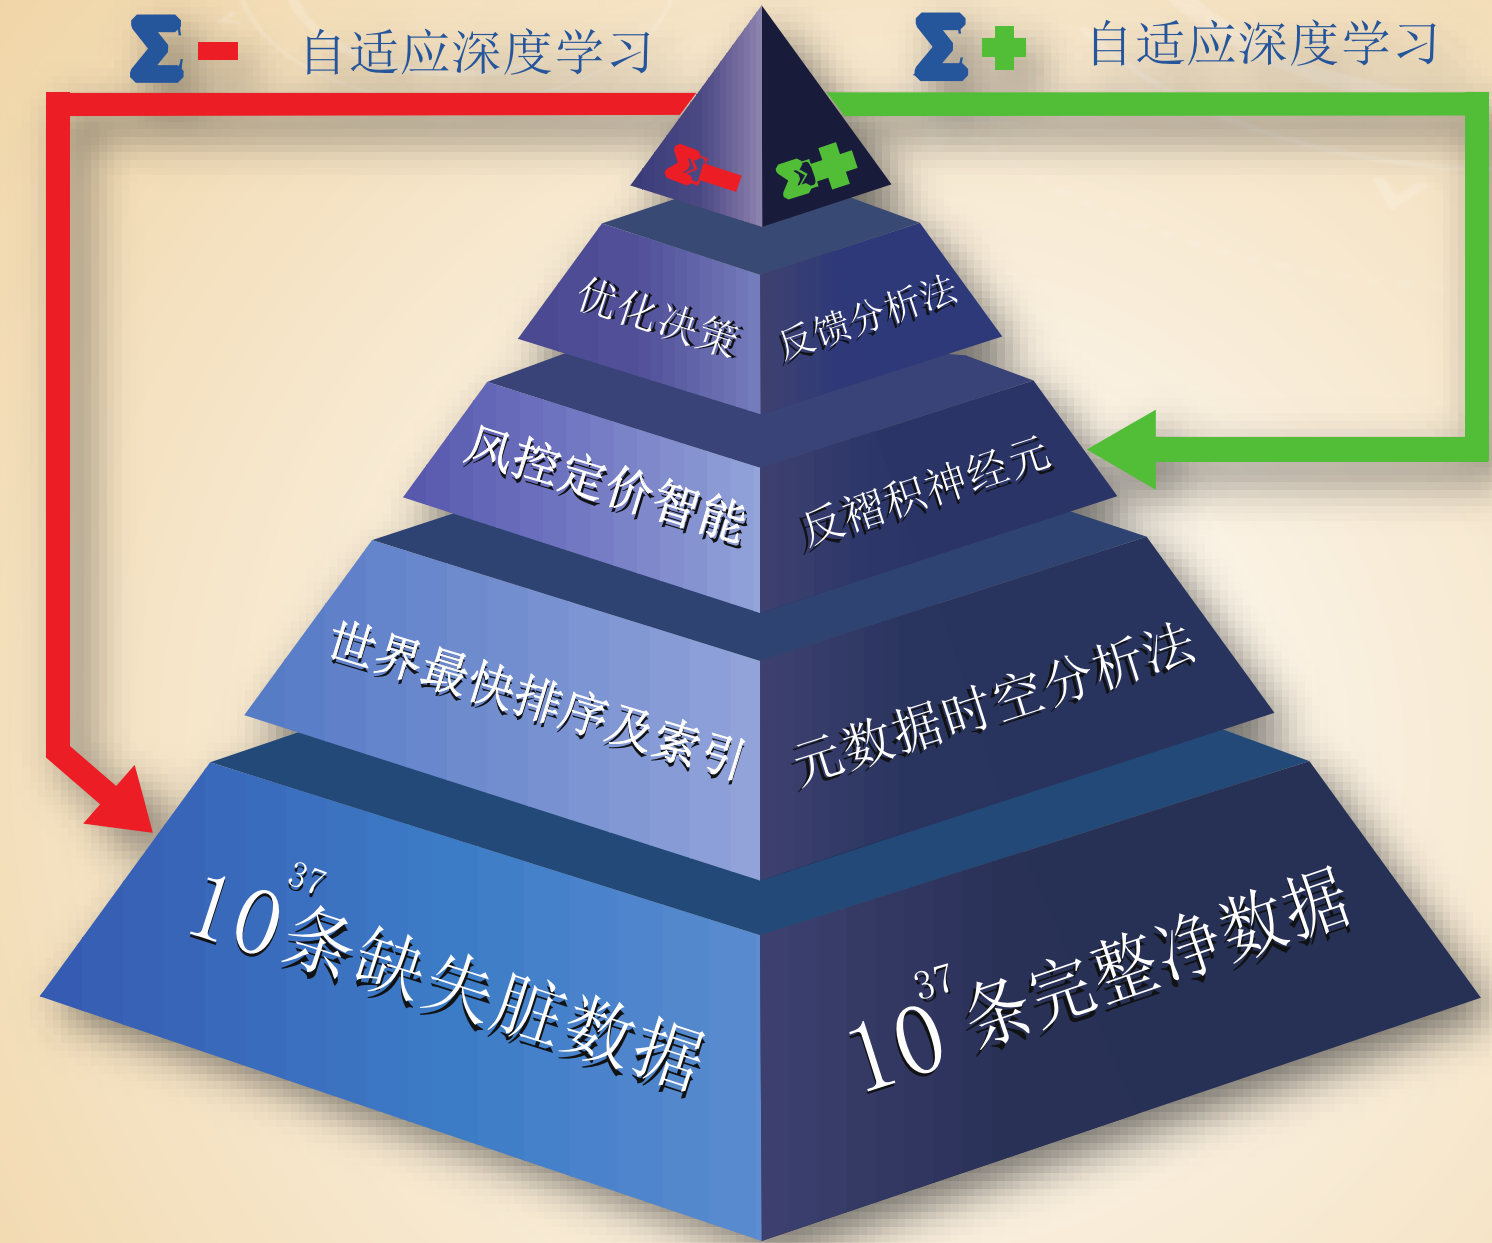 Σ- 自适应深度学习
Σ+ 自适应深度学习
Σ-
Σ+
优化决策
反馈分析法
风控定价智能
反褶积神经元
世界最快排序及索引
元数据时空分析法
10³⁷条缺失脏数据
10³⁷条完整净数据